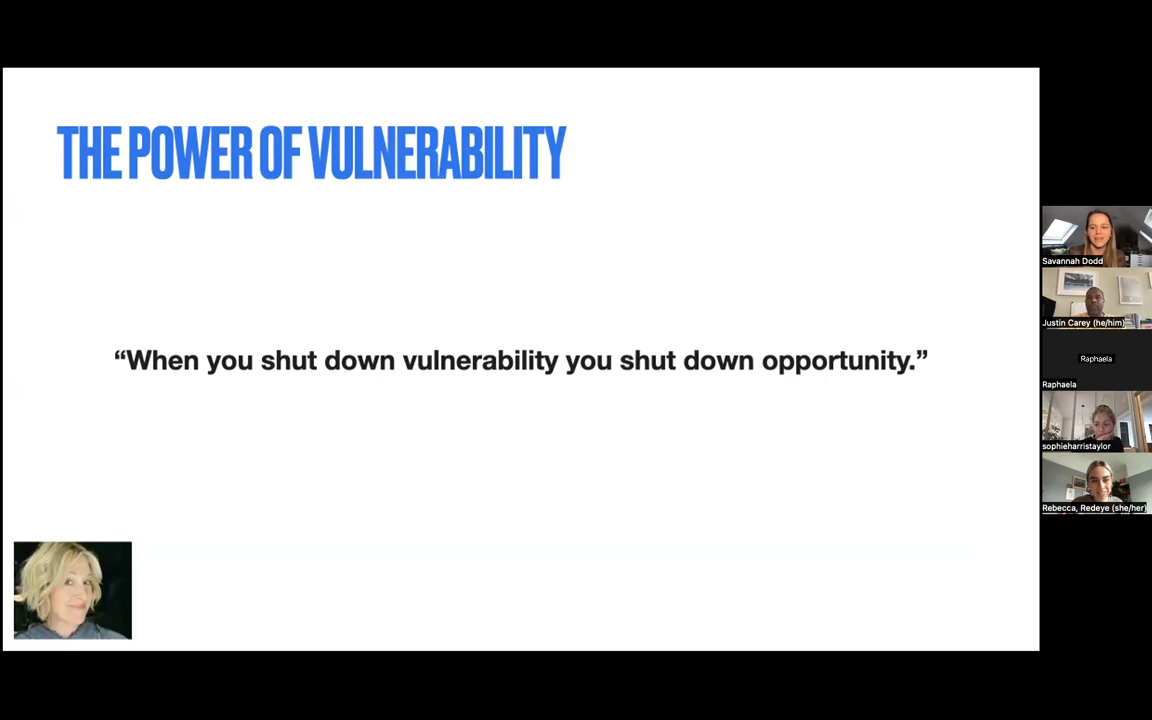 THE POWER OF VULNERABILITY
“When you shut down vulnerability you shut down opportunity.”
Savannah Dodd
Justin Carey (he/him)
Raphaela
Raphaela
sophieharristaylor
Rebecca, Redeye (she/her)